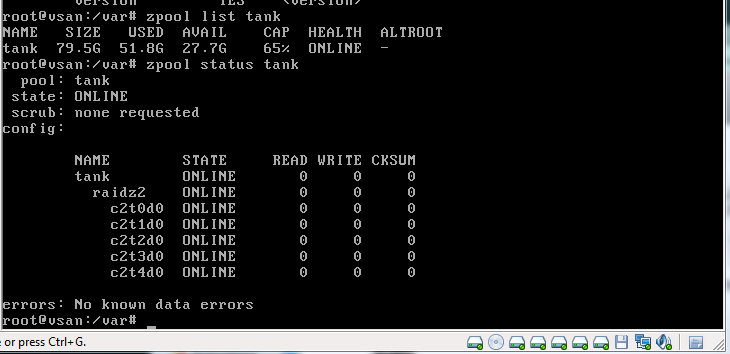 version YES <version>
root@vsan:/var# zpool list tank
NAME SIZE USED AVAIL CAP HEALTH ALTROOT
tank 79.5G 51.8G 27.7G 65% ONLINE -
root@vsan:/var# zpool status tank
pool: tank
state: ONLINE
scrub: none requested
config:
NAME STATE READ WRITE CKSUM
tank ONLINE 0 0 0
raidz2 ONLINE 0 0 0
c2t0d0 ONLINE 0 0 0
c2t1d0 ONLINE 0 0 0
c2t2d0 ONLINE 0 0 0
c2t3d0 ONLINE 0 0 0
c2t4d0 ONLINE 0 0 0
errors: No known data errors
root@vsan:/var# _
or press Ctrl+G.